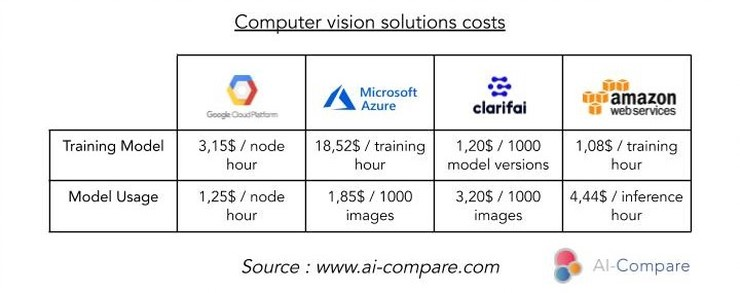 Computer vision solutions costs
Google Cloud Platform
Microsoft
Azure
clarifai
amazon
webservices
Training Model
3,15$ / node
hour
18,52$ / training
hour
1,20$ / 1000
model versions
1,08$ / training
hour
Model Usage
1,25$ / node
hour
1,85$ / 1000
images
3,20$ / 1000
images
4,44$ / inference
hour
Source : www.ai-compare.com
AI-Compare